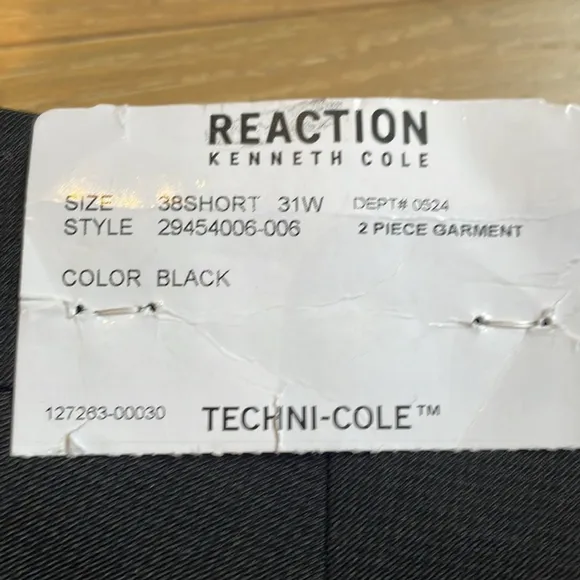 REACTION
KENNETH COLE
SIZE 38SHORT 31W DEPT# 0524
STYLE 29454006-006 2 PIECE GARMENT
COLOR BLACK
127263-00030 TECHNI-COLE™